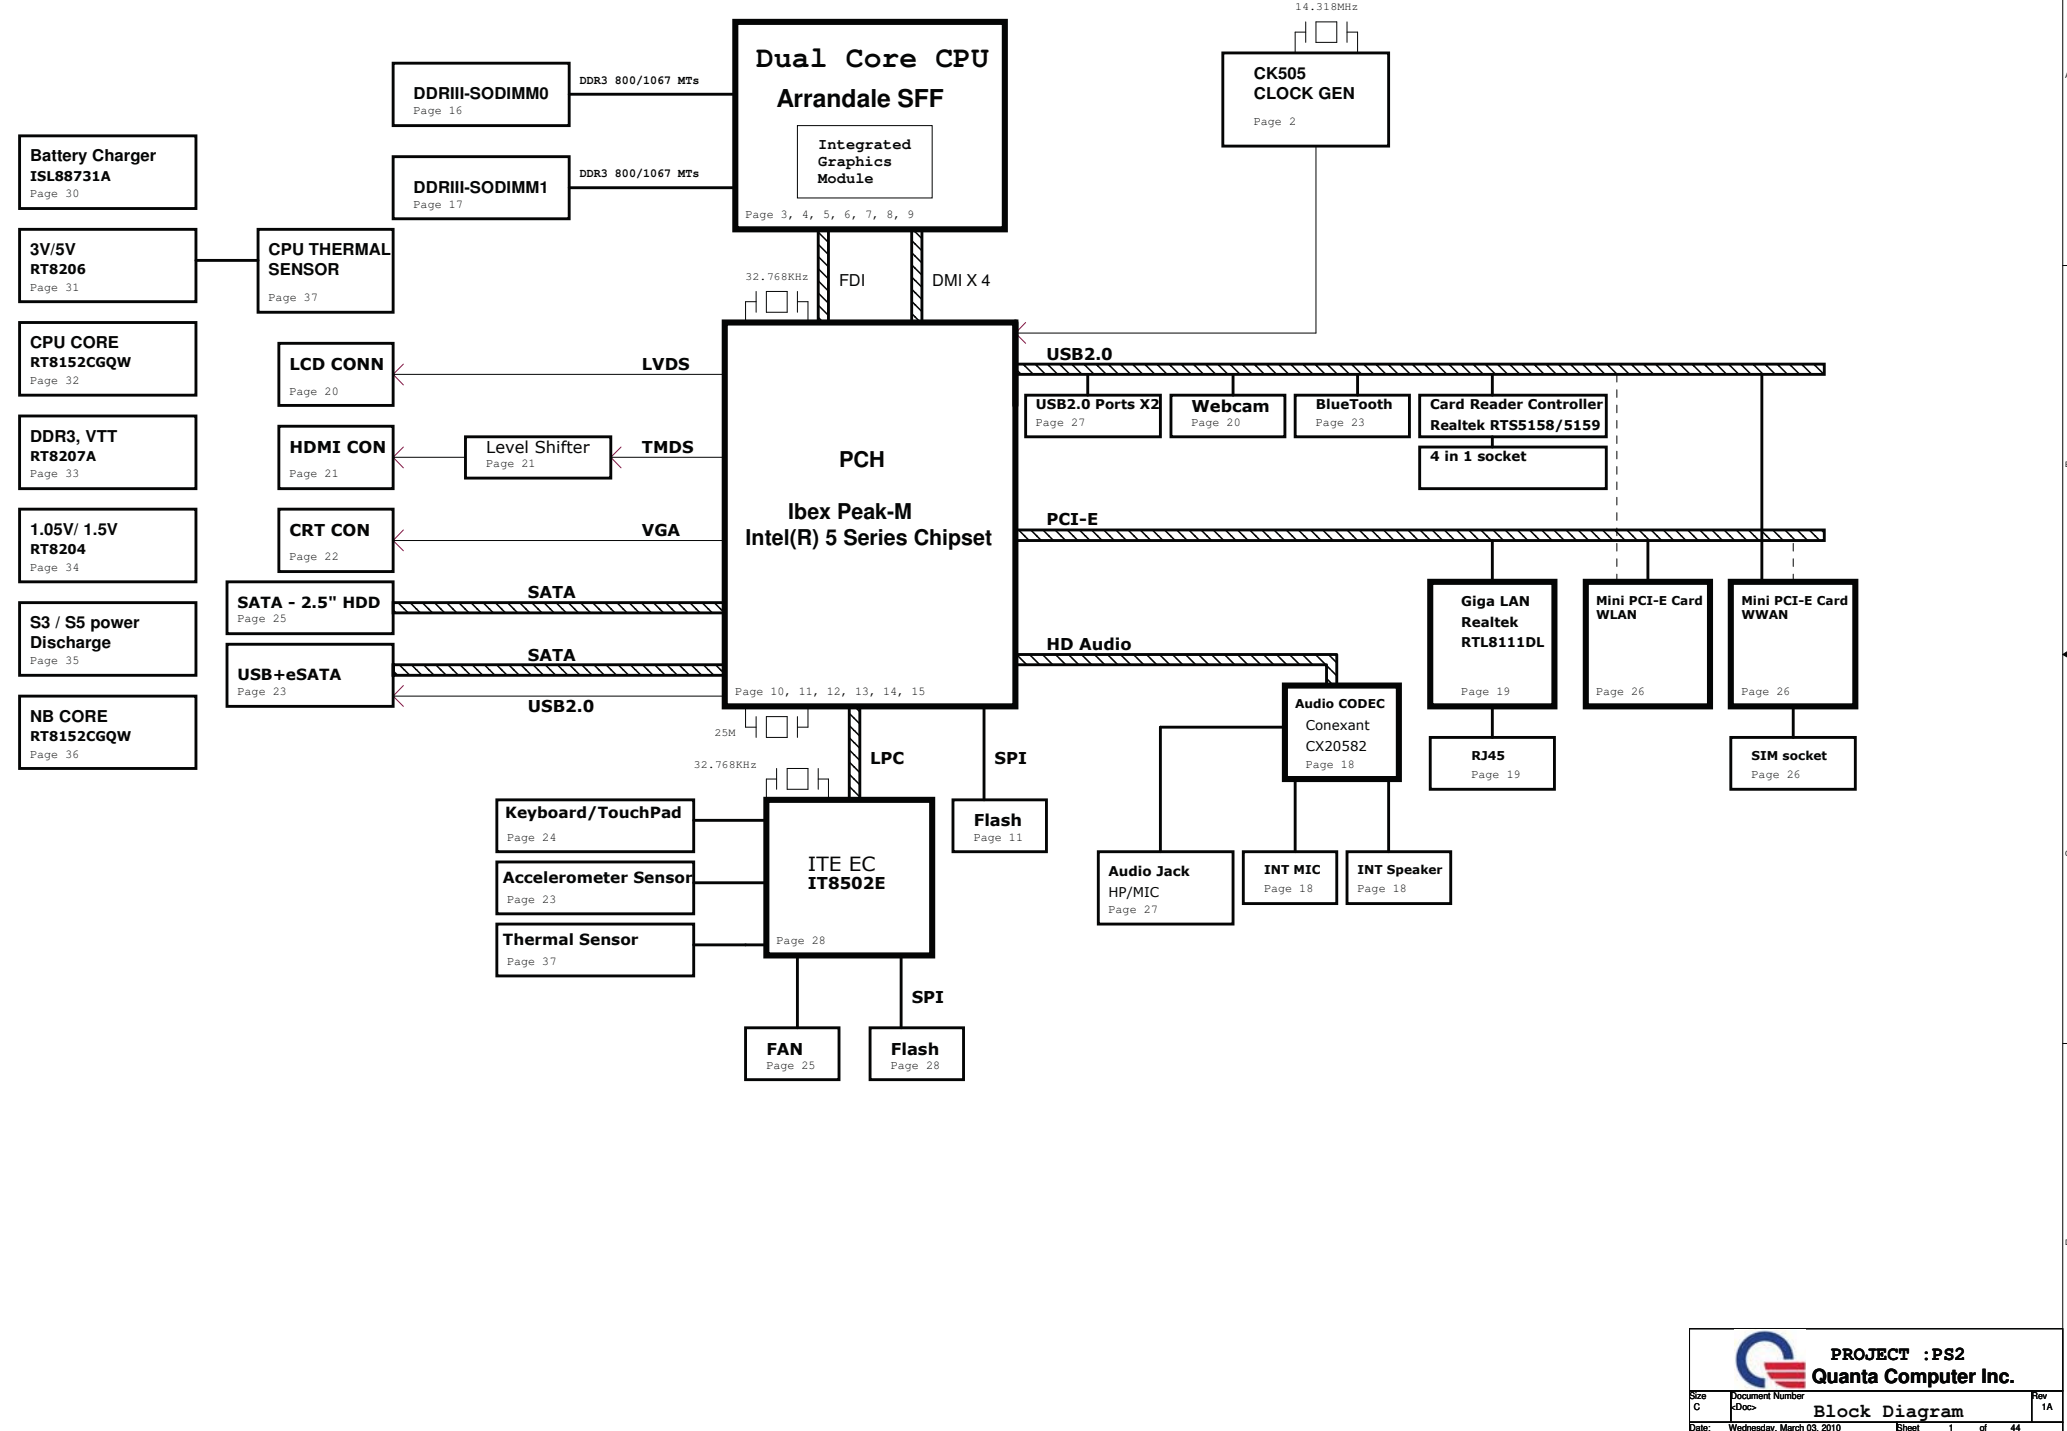 14.318MHz
Dual Core CPU
Arrandale SFF
Integrated
Graphics
Module
Page 3, 4, 5, 6, 7, 8, 9
DDRIII-SODIMM0
Page 16
DDR3 800/1067 MTs
DDRIII-SODIMM1
Page 17
DDR3 800/1067 MTs
CK505
CLOCK GEN
Page 2
Battery Charger
ISL88731A
Page 30
3V/5V
RT8206
Page 31
CPU THERMAL
SENSOR
Page 37
CPU CORE
RT8152CGQW
Page 32
DDR3, VTT
RT8207A
Page 33
1.05V/ 1.5V
RT8204
Page 34
S3 / S5 power
Discharge
Page 35
NB CORE
RT8152CGQW
Page 36
32.768KHz
FDI
DMI X 4
LCD CONN
Page 20
LVDS
HDMI CON
Page 21
Level Shifter
Page 21
TMDS
CRT CON
Page 22
VGA
SATA - 2.5" HDD
Page 25
SATA
USB+eSATA
Page 23
SATA
USB2.0
PCH
Ibex Peak-M
Intel(R) 5 Series Chipset
Page 10, 11, 12, 13, 14, 15
USB2.0
USB2.0 Ports X2
Page 27
Webcam
Page 20
BlueTooth
Page 23
Card Reader Controller
Realtek RTS5158/5159
4 in 1 socket
PCI-E
Giga LAN
Realtek
RTL8111DL
Page 19
Mini PCI-E Card
WLAN
Page 26
Mini PCI-E Card
WWAN
Page 26
RJ45
Page 19
SIM socket
Page 26
HD Audio
Audio CODEC
Conexant
CX20582
Page 18
Audio Jack
HP/MIC
Page 27
INT MIC
Page 18
INT Speaker
Page 18
25M
32.768KHz
LPC
SPI
Flash
Page 11
Keyboard/TouchPad
Page 24
Accelerometer Sensor
Page 23
Thermal Sensor
Page 37
ITE EC
IT8502E
Page 28
SPI
FAN
Page 25
Flash
Page 28
PROJECT :PS2
Quanta Computer Inc.
Size
C
Document Number
<Doc>
Block Diagram
Rev
1A
Date: Wednesday, March 03, 2010
Sheet 1 of 44